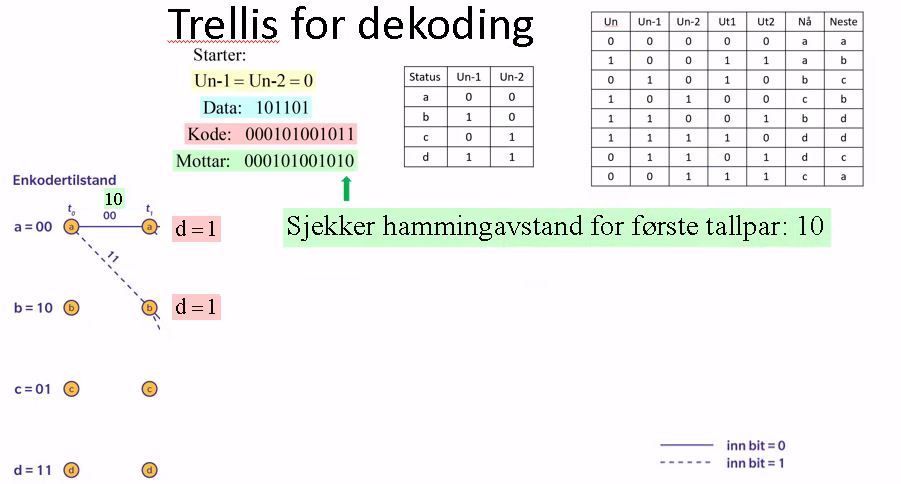 Trellis for dekoding
Starter:
Un-1 = Un-2 = 0
Data: 101101
Kode: 000101001011
Mottar: 000101001010
Status Un-1 Un-2
a 0 0
b 1 0
c 0 1
d 1 1
Un Un-1 Un-2 Ut1 Ut2 Nå Neste
0 0 0 0 0 a a
1 0 0 1 1 a b
0 1 0 1 0 b c
1 0 1 0 0 c b
1 1 0 0 1 b d
1 1 1 1 0 d d
0 1 1 0 1 d c
0 0 1 1 1 c a
Sjekker hammingavstand for første tallpar: 10
Enkodertilstand
10
t0 00 t1
a = 00 a a d = 1
11
b = 10 b b d = 1
c = 01 c c
d = 11 d d
inn bit = 0
inn bit = 1